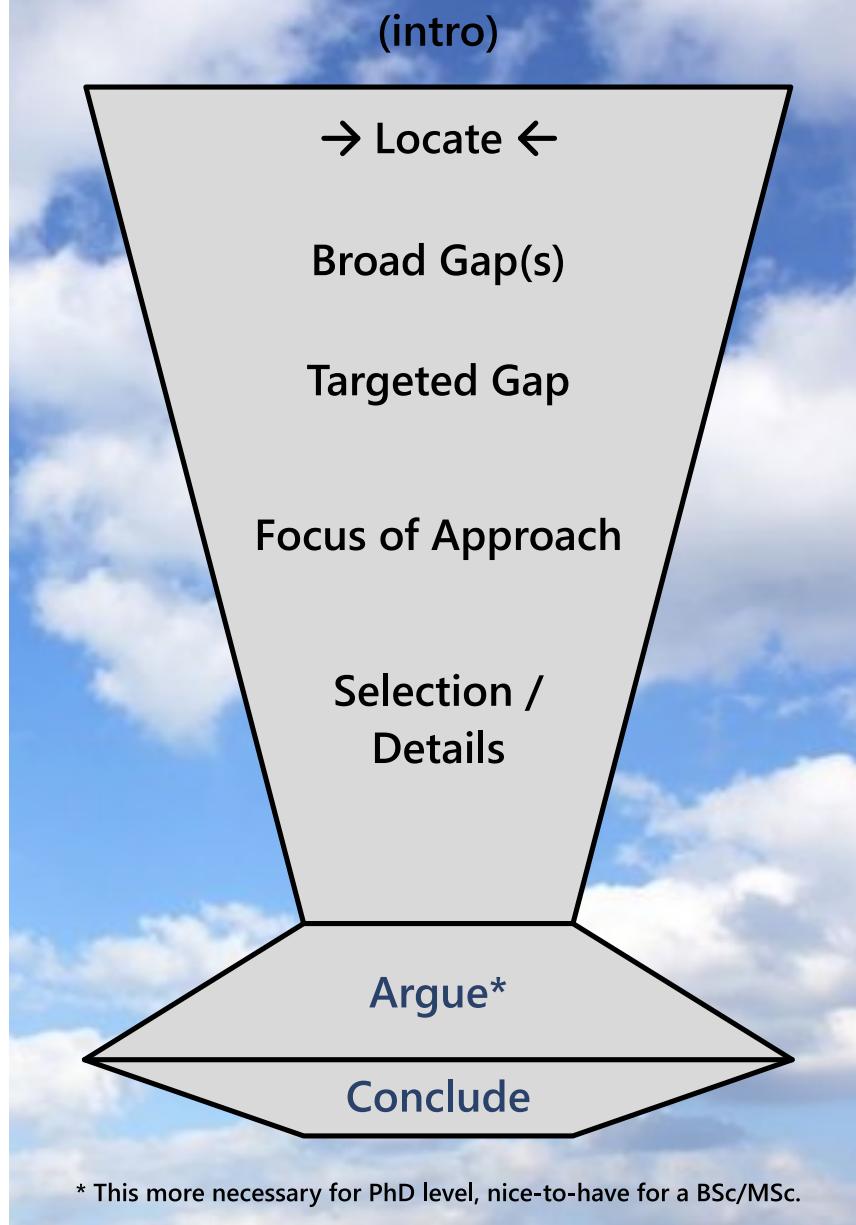 (intro)
→ Locate ←
Broad Gap(s)
Targeted Gap
Focus of Approach
Selection /
Details
Argue*
Conclude
* This more necessary for PhD level, nice-to-have for a BSc/MSc.